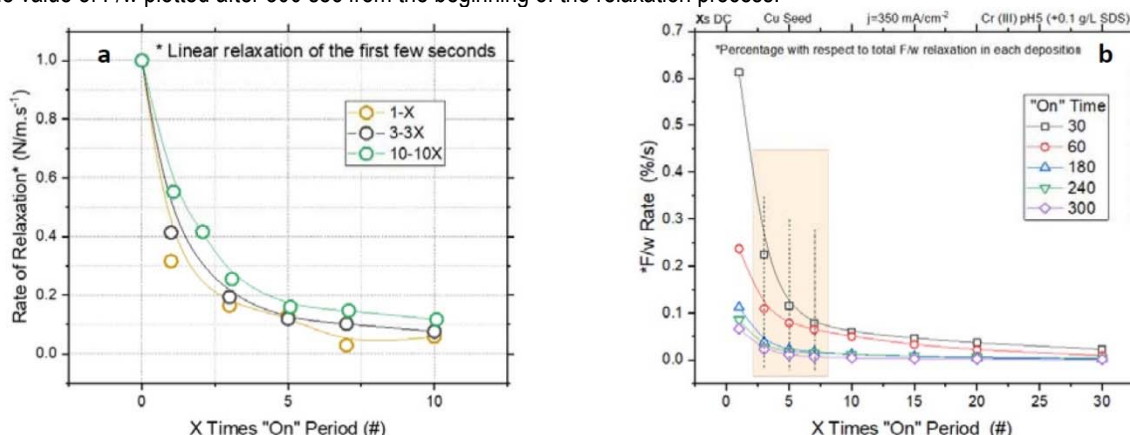 * Linear relaxation of the first few seconds
a
1.0
0.8
0.6
0.4
0.2
0.0
Rate of Relaxation* (N/m.s⁻¹)
1-X
3-3X
10-10X
0
5
10
X Times "On" Period (#)
Xs DC
Cu Seed
j=350 mA/cm⁻²
Cr (III) pH5 (+0.1 g/L SDS)
*Percentage with respect to total F/w relaxation in each deposition
b
0.7
0.6
0.5
0.4
0.3
0.2
0.1
0.0
*F/w Rate (%/s)
"On" Time
30
60
180
240
300
0
5
10
15
20
25
30
X Times "On" Period (#)